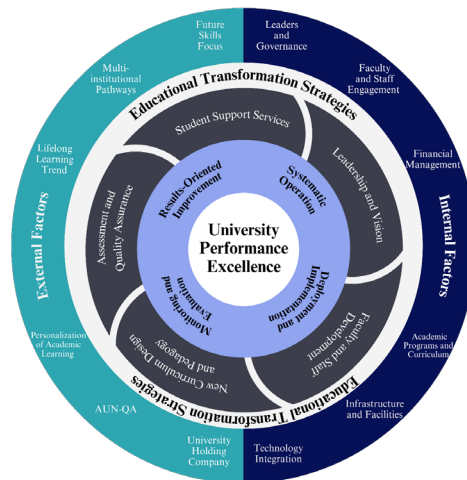 Future
Skills
Focus
Leaders
and
Governance
Multi-
institutional
Pathways
Faculty
and Staff
Engagement
Educational Transformation Strategies
Student Support Services
Lifelong
Learning
Trend
Financial
Management
Assessment and
Quality Assurance
Results-Oriented
Improvement
Systematic
Operation
Leadership and Vision
External Factors
University
Performance
Excellence
Internal Factors
Monitoring and
Evaluation
Deployment and
Implementation
Personalization
of Academic
Learning
New Curriculum Design
and Pedagogy
Faculty and Staff
Development
Academic
Programs and
Curriculum
Educational Transformation Strategies
AUN-QA
Infrastructure
and Facilities
University
Holding
Company
Technology
Integration